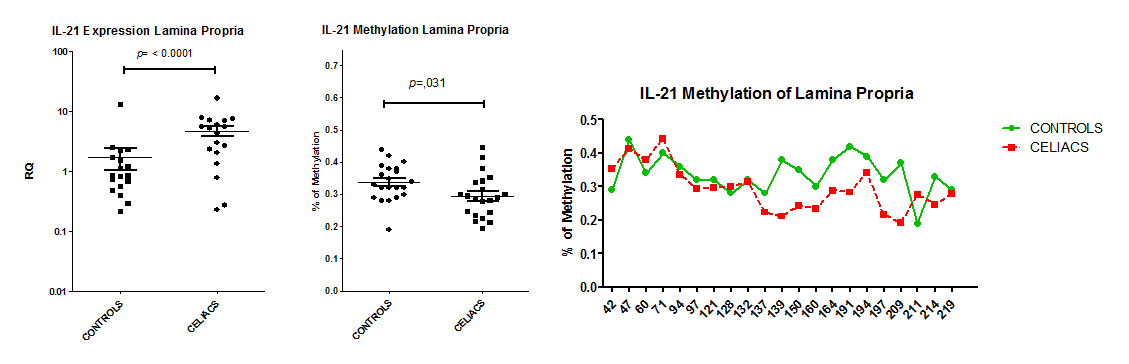 IL-21 Expression Lamina Propria
p= < 0.0001
100
10
1
0.1
0.01
RQ
CONTROLS
CELIACS
IL-21 Methylation Lamina Propria
p=,031
0.7
0.6
0.5
0.4
0.3
0.2
0.1
0.0
% of Methylation
CONTROLS
CELIACS
IL-21 Methylation of Lamina Propria
0.5
0.4
0.3
0.2
0.1
0.0
% of Methylation
42 47 60 71 94 97 121 128 132 137 139 150 160 164 191 194 197 209 211 214 219
CONTROLS
CELIACS